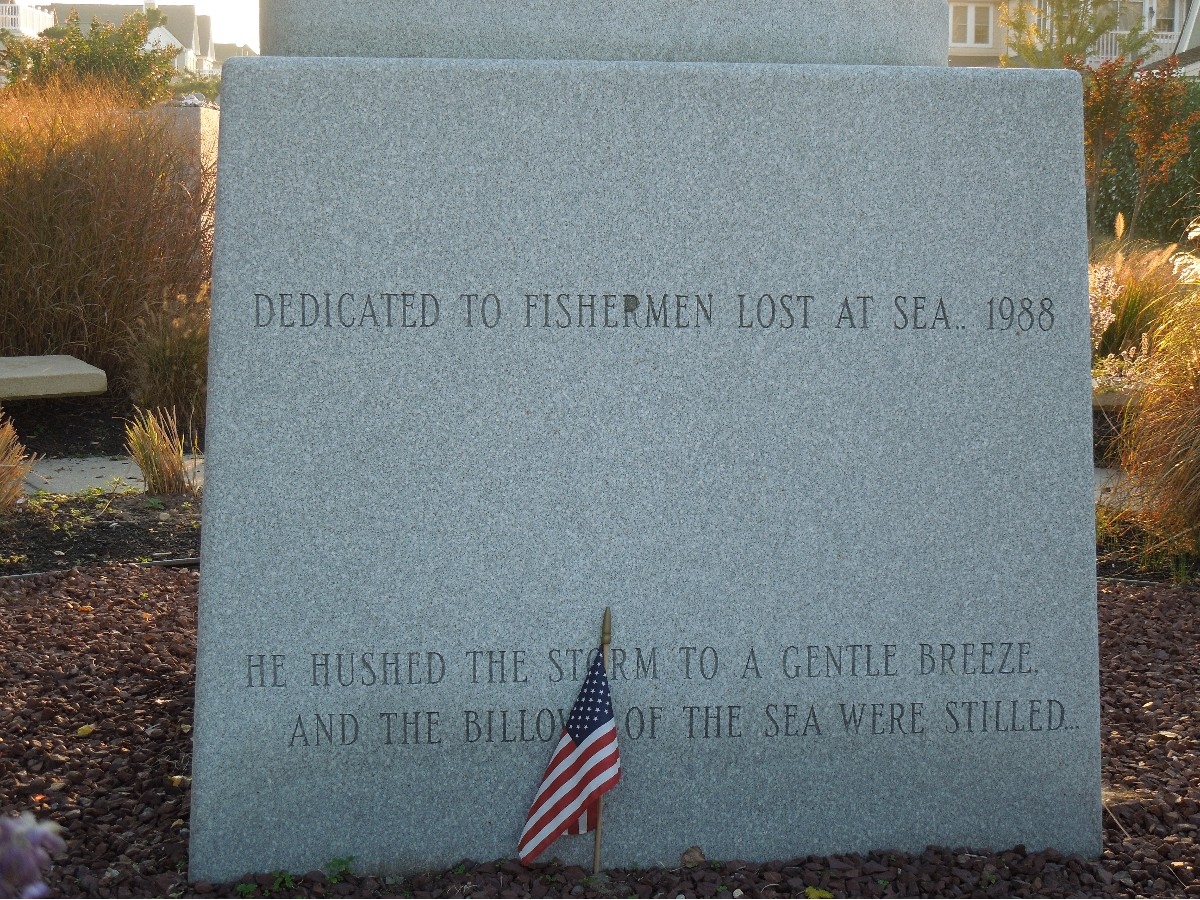 DEDICATED TO FISHERMEN LOST AT SEA.. 1988
HE HUSHED THE STORM TO A GENTLE BREEZE.
AND THE BILLOWS OF THE SEA WERE STILLED...